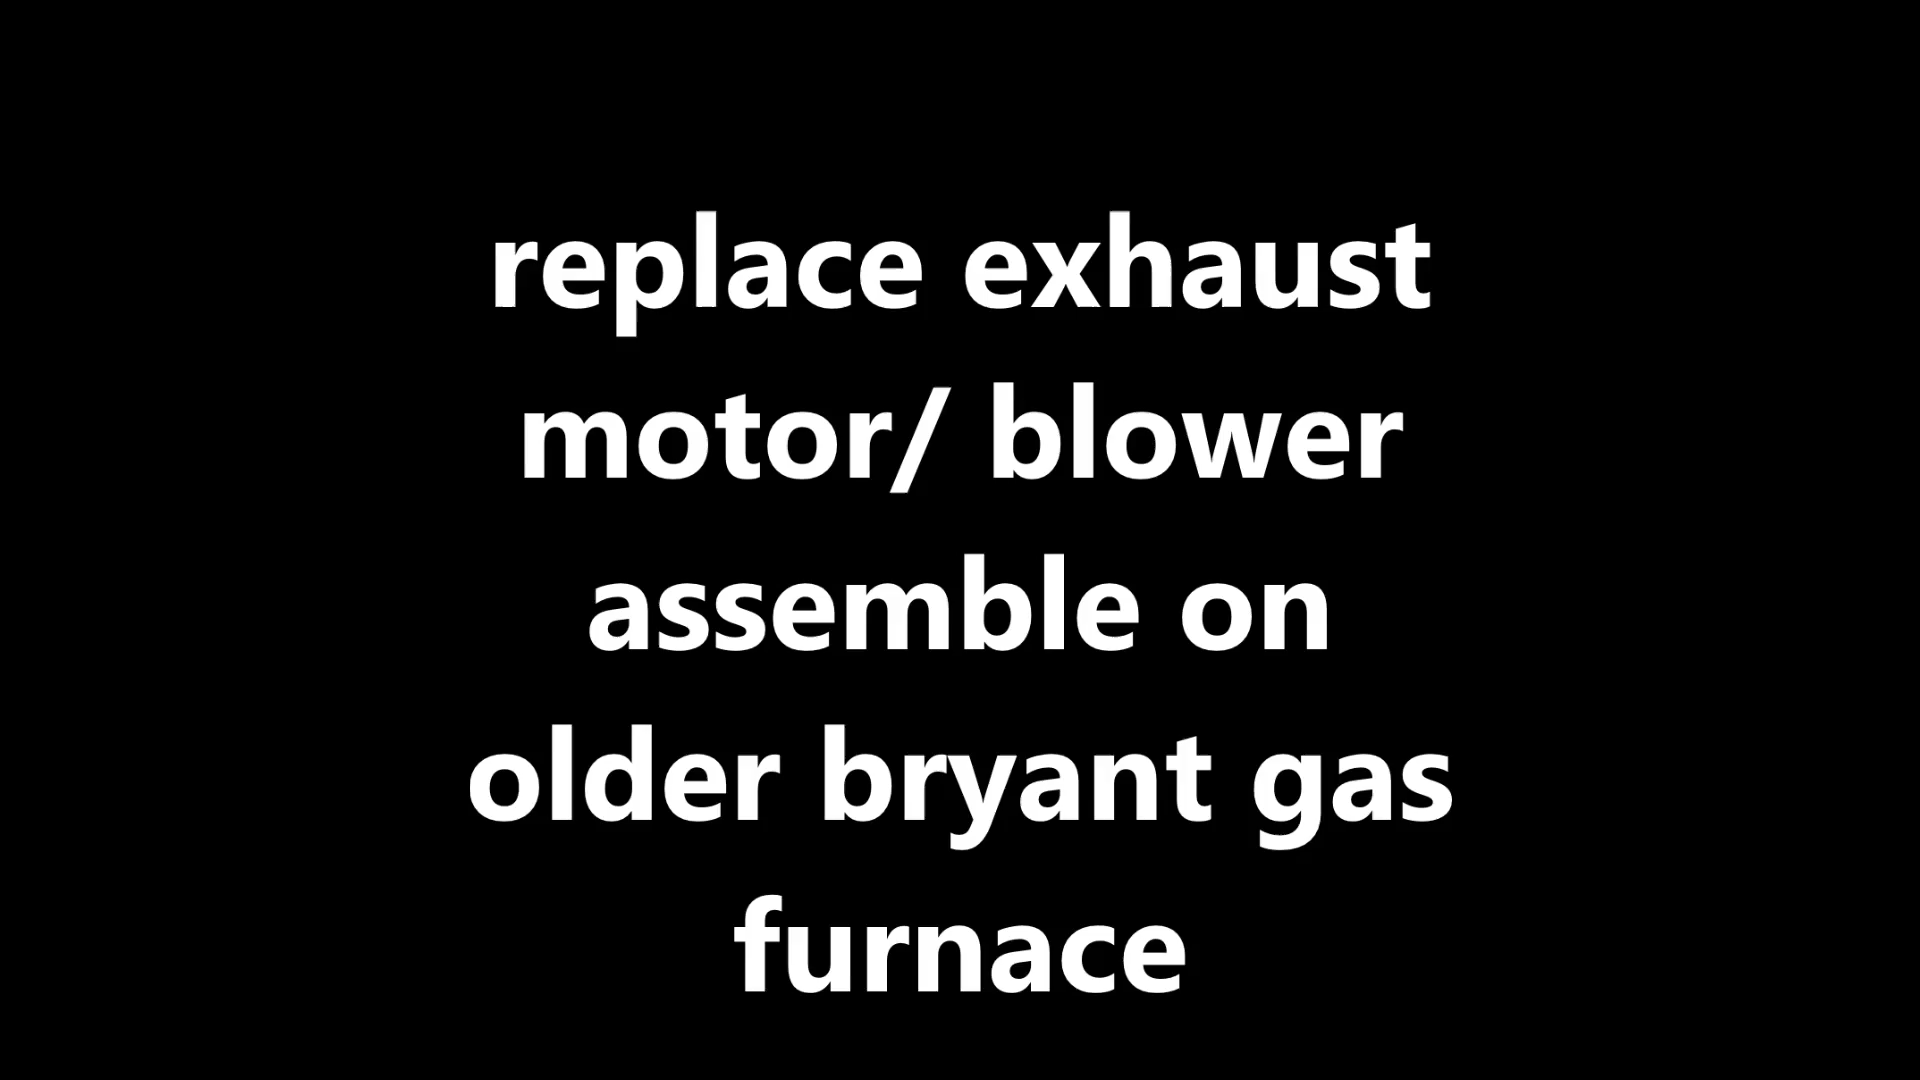 replace exhaust
motor/ blower
assemble on
older bryant gas
furnace